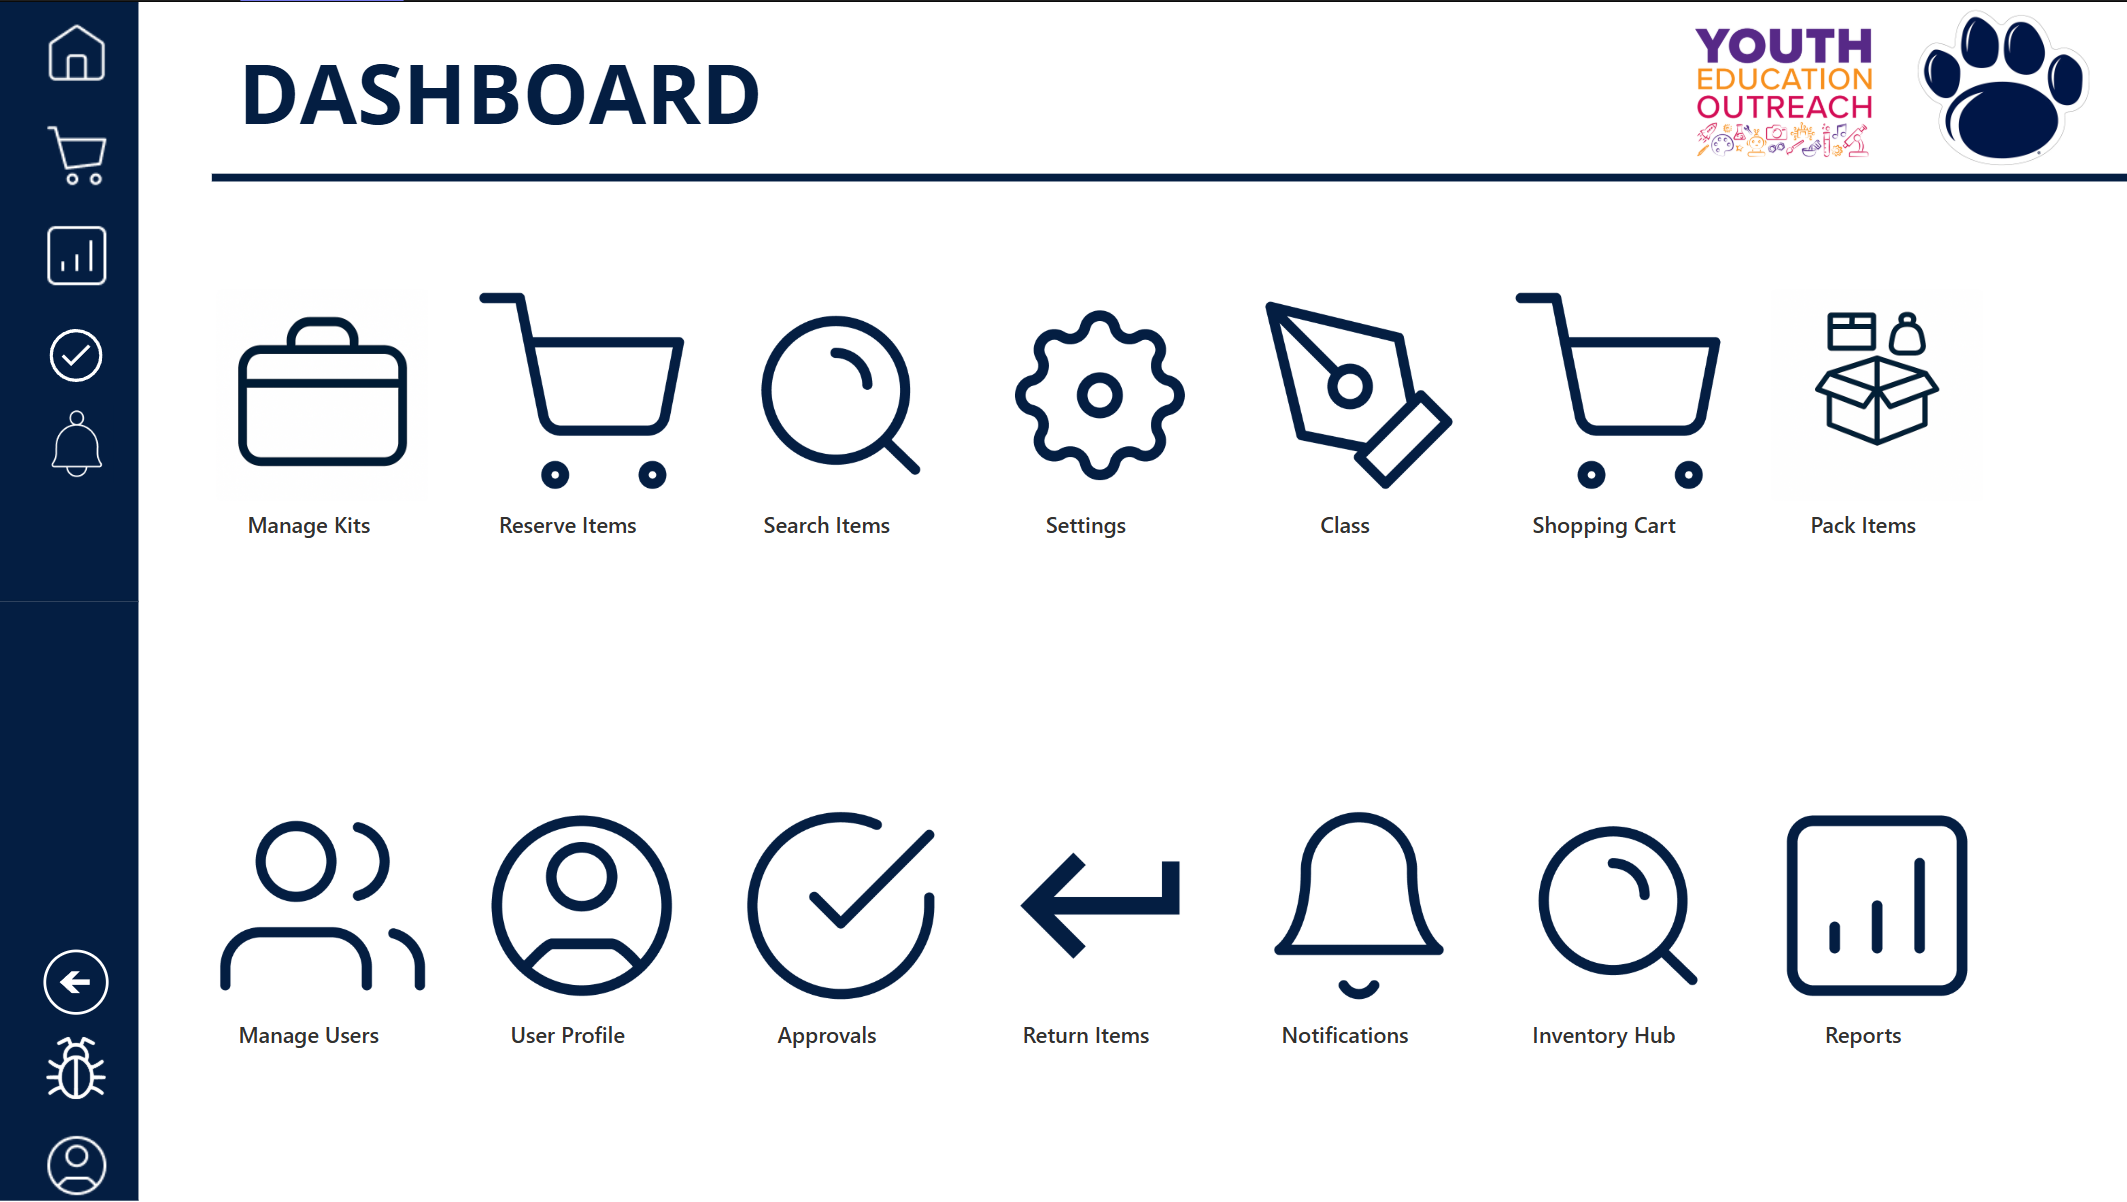 DASHBOARD
YOUTH
EDUCATION
OUTREACH
Manage Kits
Reserve Items
Search Items
Settings
Class
Shopping Cart
Pack Items
Manage Users
User Profile
Approvals
Return Items
Notifications
Inventory Hub
Reports